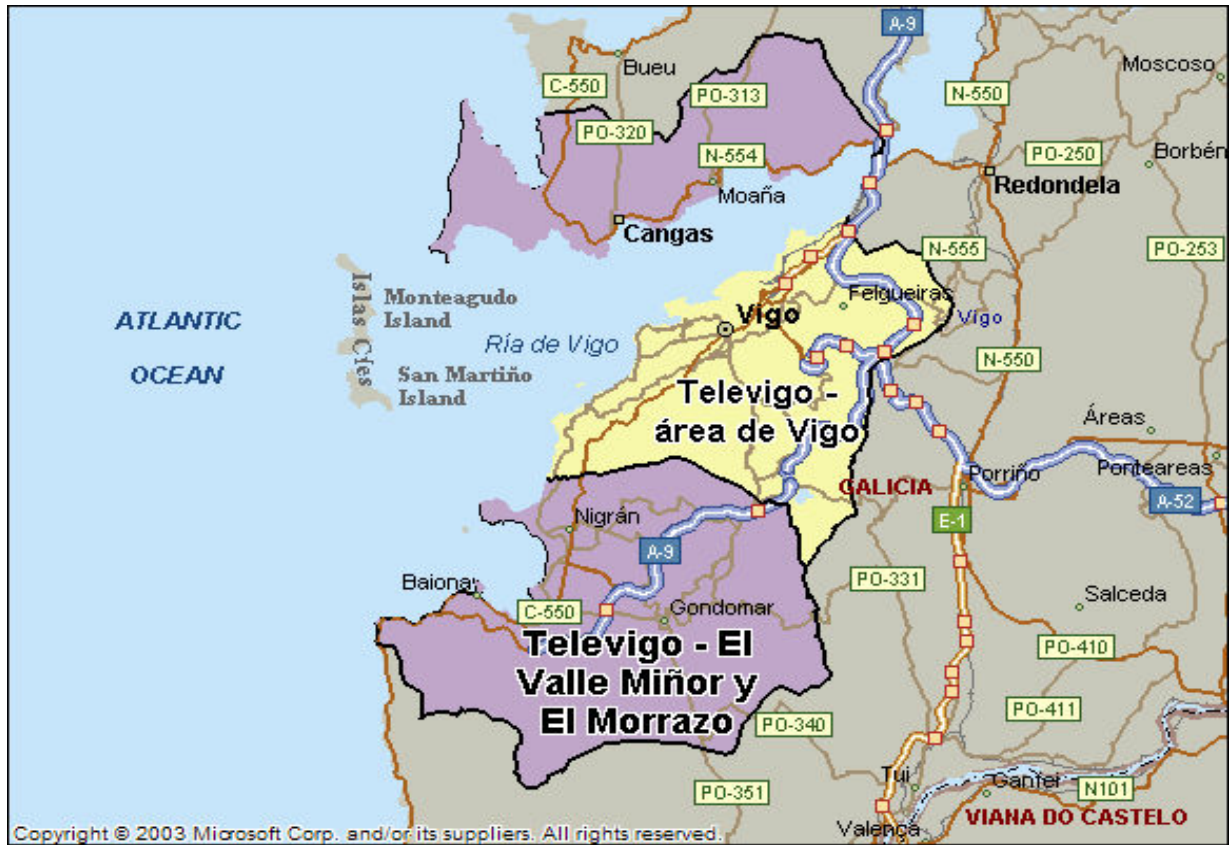 A-9
Bueu
Moscoso
C-550
PO-313
N-550
PO-320
PO-250
Borbén
N-554
Redondela
Moaña
Cangas
N-555
PO-253
Islas Cíes
Monteagudo
Island
Felgueiras
Vigo
Vigo
ATLANTIC
OCEAN
Ría de Vigo
N-550
San Martiño
Island
Televigo -
área de Vigo
Áreas
Ponteareas
GALICIA
Porriño
A-52
Nigrán
E-1
A-9
Baiona
PO-331
C-550
Gondomar
Salceda
Televigo - El
Valle Miñor y
El Morrazo
PO-410
PO-411
PO-340
Tui
Ganfei
N101
PO-351
VIANA DO CASTELO
Valença
Copyright © 2003 Microsoft Corp. and/or its suppliers. All rights reserved.